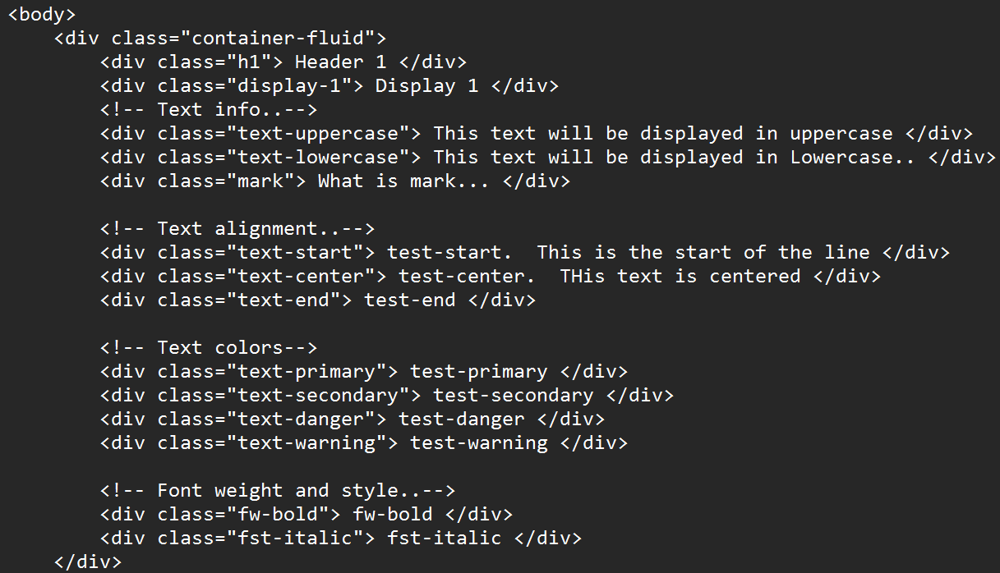 <body>
    <div class="container-fluid">
        <div class="h1"> Header 1 </div>
        <div class="display-1"> Display 1 </div>
        <!-- Text info..-->
        <div class="text-uppercase"> This text will be displayed in uppercase </div>
        <div class="text-lowercase"> This text will be displayed in Lowercase.. </div>
        <div class="mark"> What is mark... </div>

        <!-- Text alignment..-->
        <div class="text-start"> test-start.  This is the start of the line </div>
        <div class="text-center"> test-center.  THis text is centered </div>
        <div class="text-end"> test-end </div>

        <!-- Text colors-->
        <div class="text-primary"> test-primary </div>
        <div class="text-secondary"> test-secondary </div>
        <div class="text-danger"> test-danger </div>
        <div class="text-warning"> test-warning </div>

        <!-- Font weight and style..-->
        <div class="fw-bold"> fw-bold </div>
        <div class="fst-italic"> fst-italic </div>
    </div>